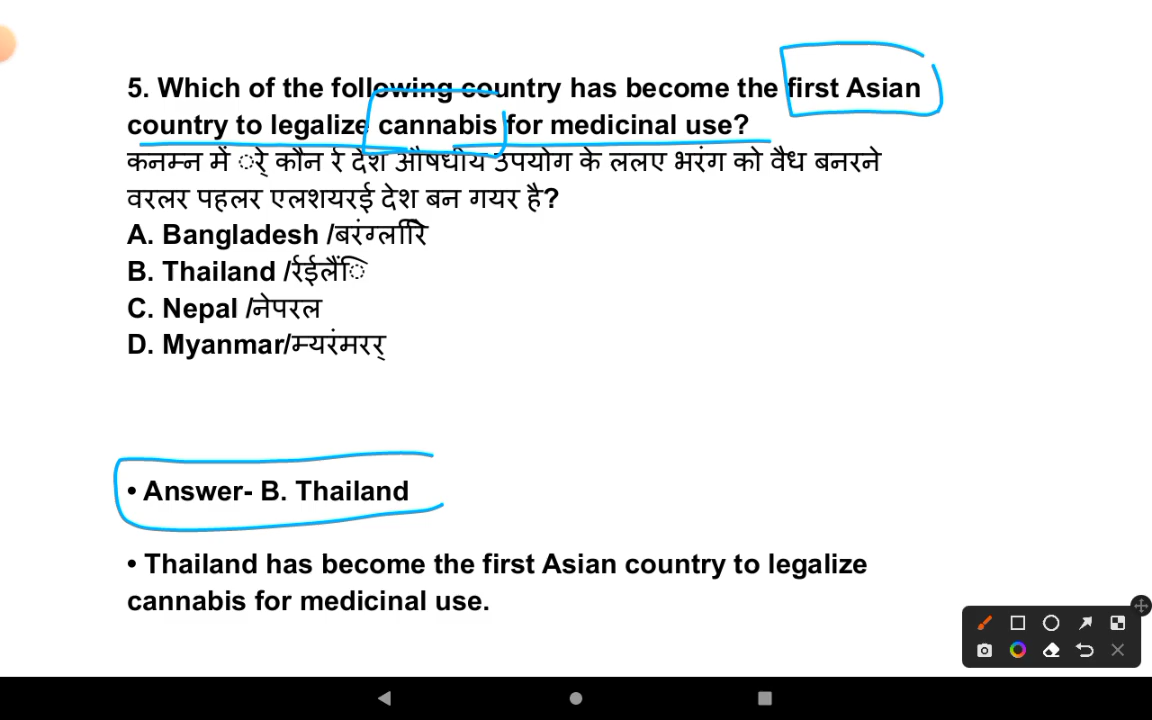 5. Which of the following country has become the first Asian
country to legalize cannabis for medicinal use?
कनम्न में र्े कौन रे देश औषधीय उपयोग के ललए भरंग को वैध बनरने
वरलर पहलर एलशयरई देश बन गयर है?
A. Bangladesh /बरंग्लरि
B. Thailand /र्रईलैंि
C. Nepal /नेपरल
D. Myanmar/म्यरंमरर्
• Answer- B. Thailand
• Thailand has become the first Asian country to legalize
cannabis for medicinal use.